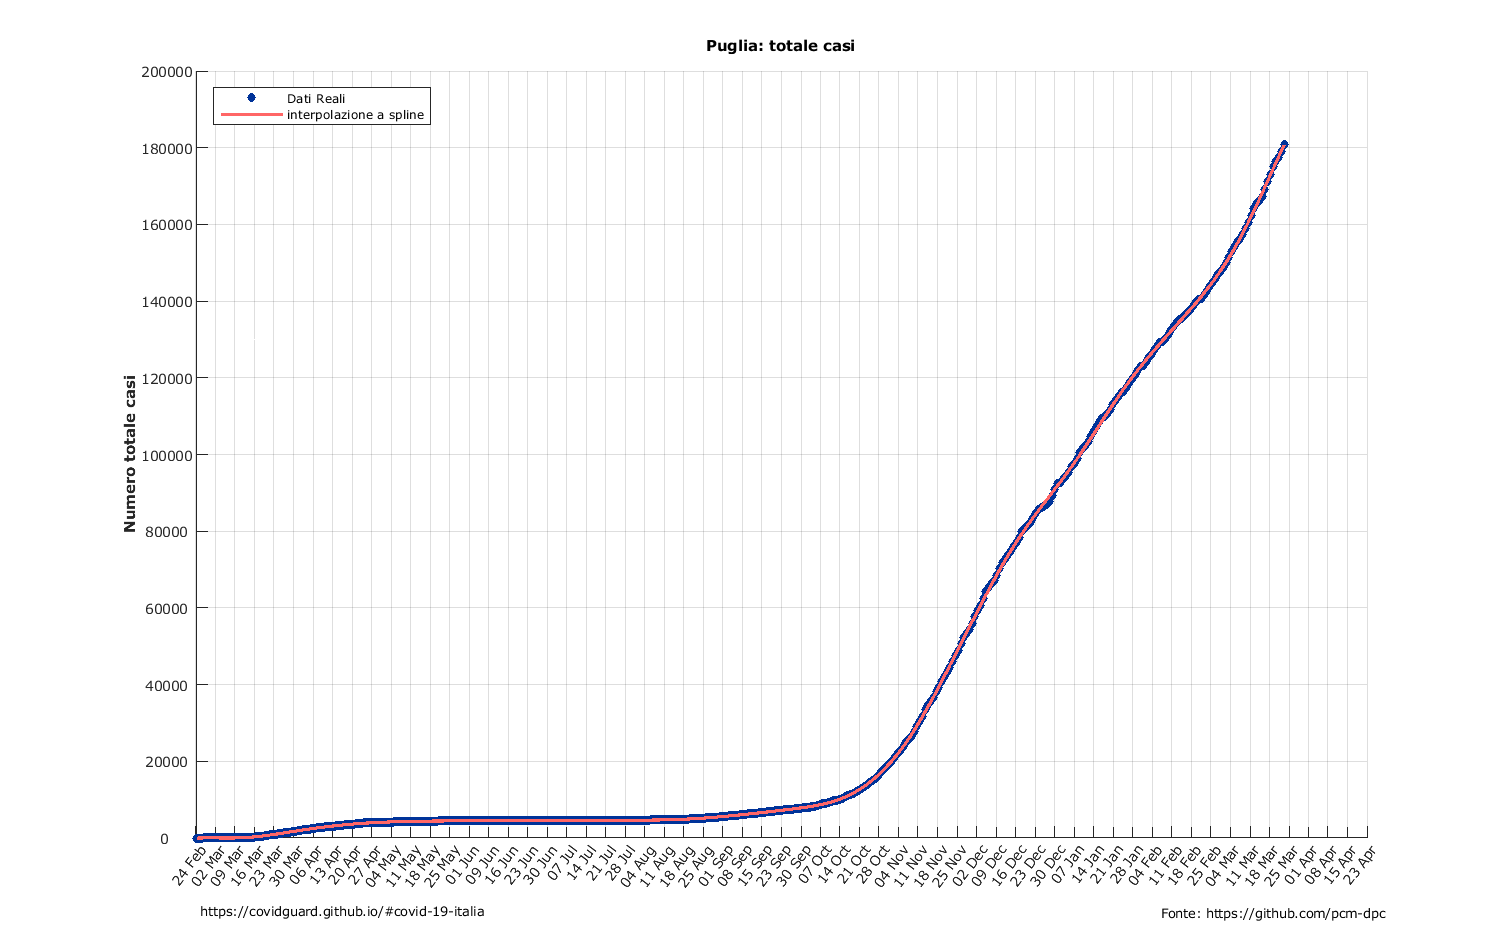 Puglia: totale casi
200000
180000
160000
140000
120000
100000
80000
60000
40000
20000
0
Numero totale casi
Dati Reali
interpolazione a spline
24 Feb
02 Mar
09 Mar
16 Mar
23 Mar
30 Mar
06 Apr
13 Apr
20 Apr
27 Apr
04 May
11 May
18 May
25 May
01 Jun
09 Jun
16 Jun
23 Jun
30 Jun
07 Jul
14 Jul
21 Jul
28 Jul
04 Aug
11 Aug
18 Aug
25 Aug
01 Sep
08 Sep
15 Sep
23 Sep
30 Sep
07 Oct
14 Oct
21 Oct
28 Oct
04 Nov
11 Nov
18 Nov
25 Nov
02 Dec
09 Dec
16 Dec
23 Dec
30 Dec
07 Jan
14 Jan
21 Jan
28 Jan
04 Feb
11 Feb
18 Feb
25 Feb
04 Mar
11 Mar
18 Mar
25 Mar
01 Apr
08 Apr
15 Apr
23 Apr
https://covidguard.github.io/#covid-19-italia
Fonte: https://github.com/pcm-dpc